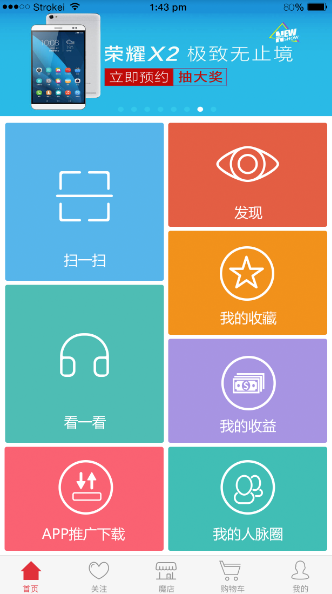 Strokei 1:43 pm 80%
NEW
荣耀X2 极致无止境
立即预约 抽大奖
扫一扫
发现
我的收藏
看一看
我的收益
APP推广下载
我的人脉圈
首页 关注 魔店 购物车 我的